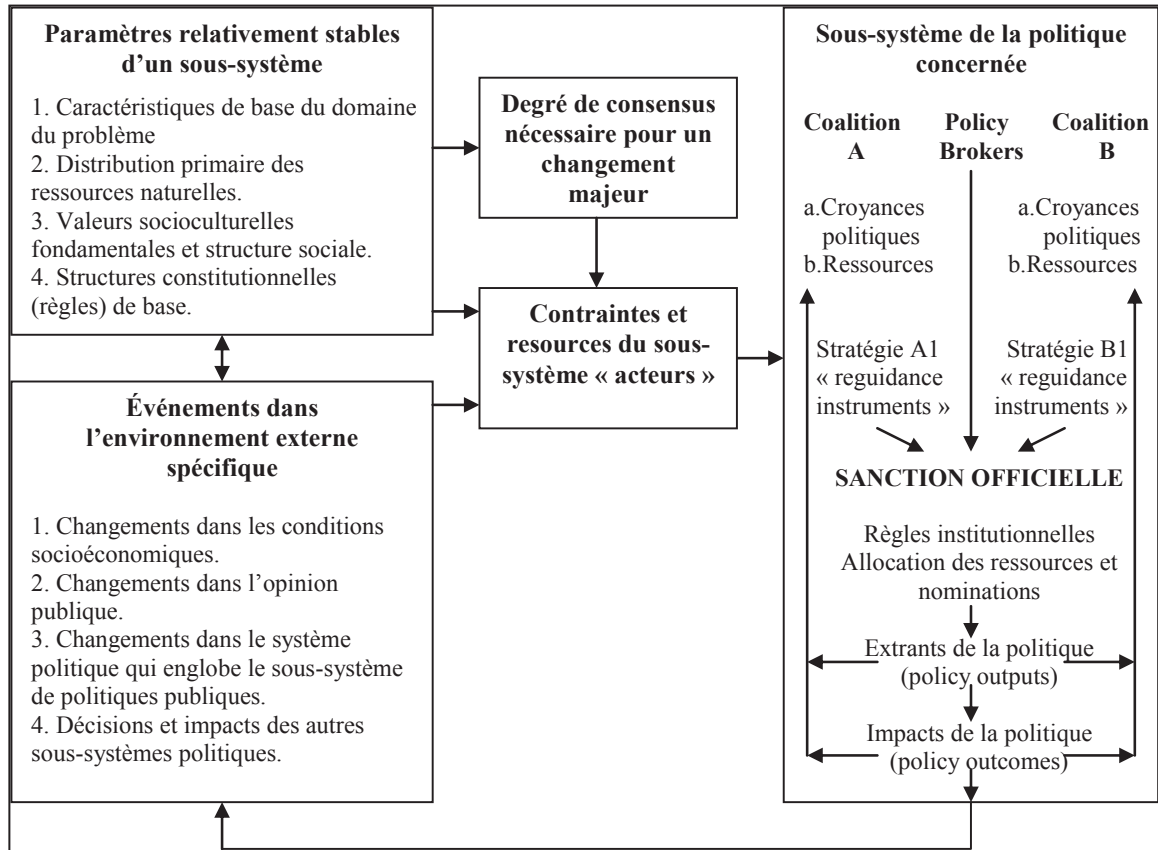 Paramètres relativement stables
d’un sous-système
1. Caractéristiques de base du domaine
du problème
2. Distribution primaire des
ressources naturelles.
3. Valeurs socioculturelles
fondamentales et structure sociale.
4. Structures constitutionnelles
(règles) de base.
Événements dans
l’environnement externe
spécifique
1. Changements dans les conditions
socioéconomiques.
2. Changements dans l’opinion
publique.
3. Changements dans le système
politique qui englobe le sous-système
de politiques publiques.
4. Décisions et impacts des autres
sous-systèmes politiques.
Degré de consensus
nécessaire pour un
changement
majeur
Contraintes et
resources du sous-
système « acteurs »
Sous-système de la politique
concernée
Coalition
A
Policy
Brokers
Coalition
B
a.Croyances
politiques
b.Ressources
a.Croyances
politiques
b.Ressources
Stratégie A1
« reguidance
instruments »
Stratégie B1
« reguidance
instruments »
SANCTION OFFICIELLE
Règles institutionnelles
Allocation des ressources et
nominations
Extrants de la politique
(policy outputs)
Impacts de la politique
(policy outcomes)